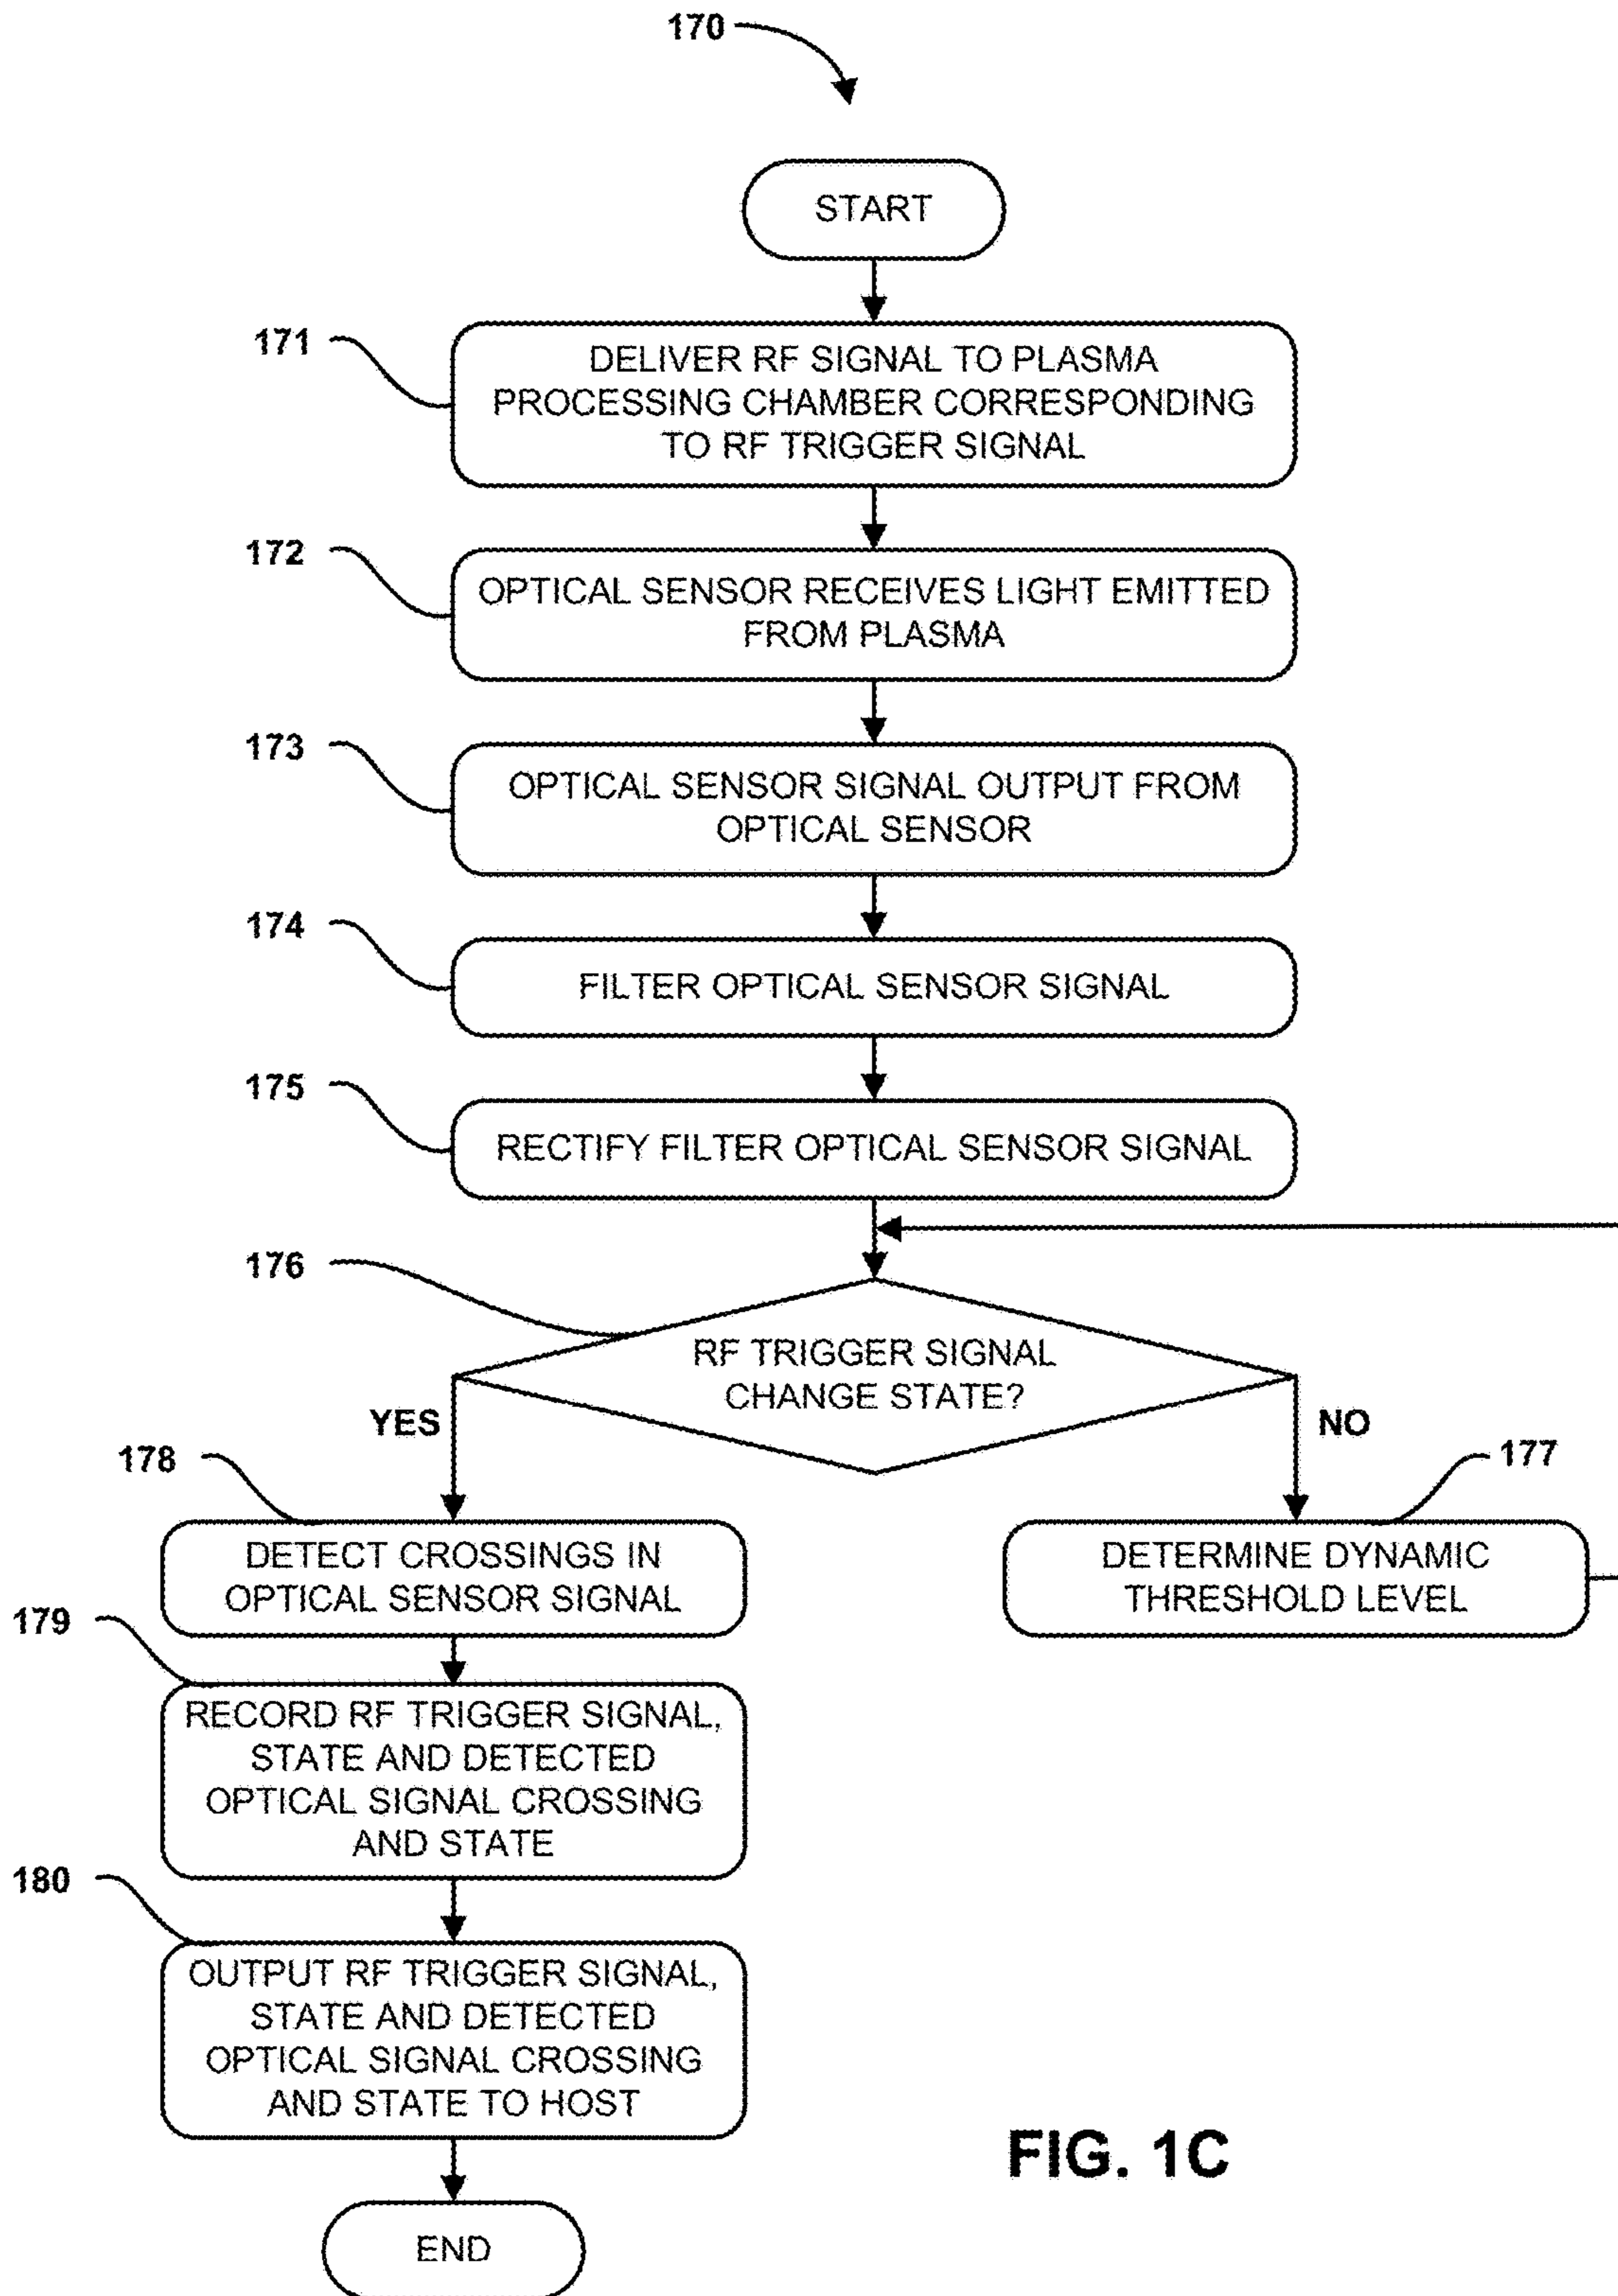 170
START
171
DELIVER RF SIGNAL TO PLASMA
PROCESSING CHAMBER CORRESPONDING
TO RF TRIGGER SIGNAL
172
OPTICAL SENSOR RECEIVES LIGHT EMITTED
FROM PLASMA
173
OPTICAL SENSOR SIGNAL OUTPUT FROM
OPTICAL SENSOR
174
FILTER OPTICAL SENSOR SIGNAL
175
RECTIFY FILTER OPTICAL SENSOR SIGNAL
176
RF TRIGGER SIGNAL
CHANGE STATE?
YES
NO
178
DETECT CROSSINGS IN
OPTICAL SENSOR SIGNAL
177
DETERMINE DYNAMIC
THRESHOLD LEVEL
179
RECORD RF TRIGGER SIGNAL,
STATE AND DETECTED
OPTICAL SIGNAL CROSSING
AND STATE
180
OUTPUT RF TRIGGER SIGNAL,
STATE AND DETECTED
OPTICAL SIGNAL CROSSING
AND STATE TO HOST
END
FIG. 1C